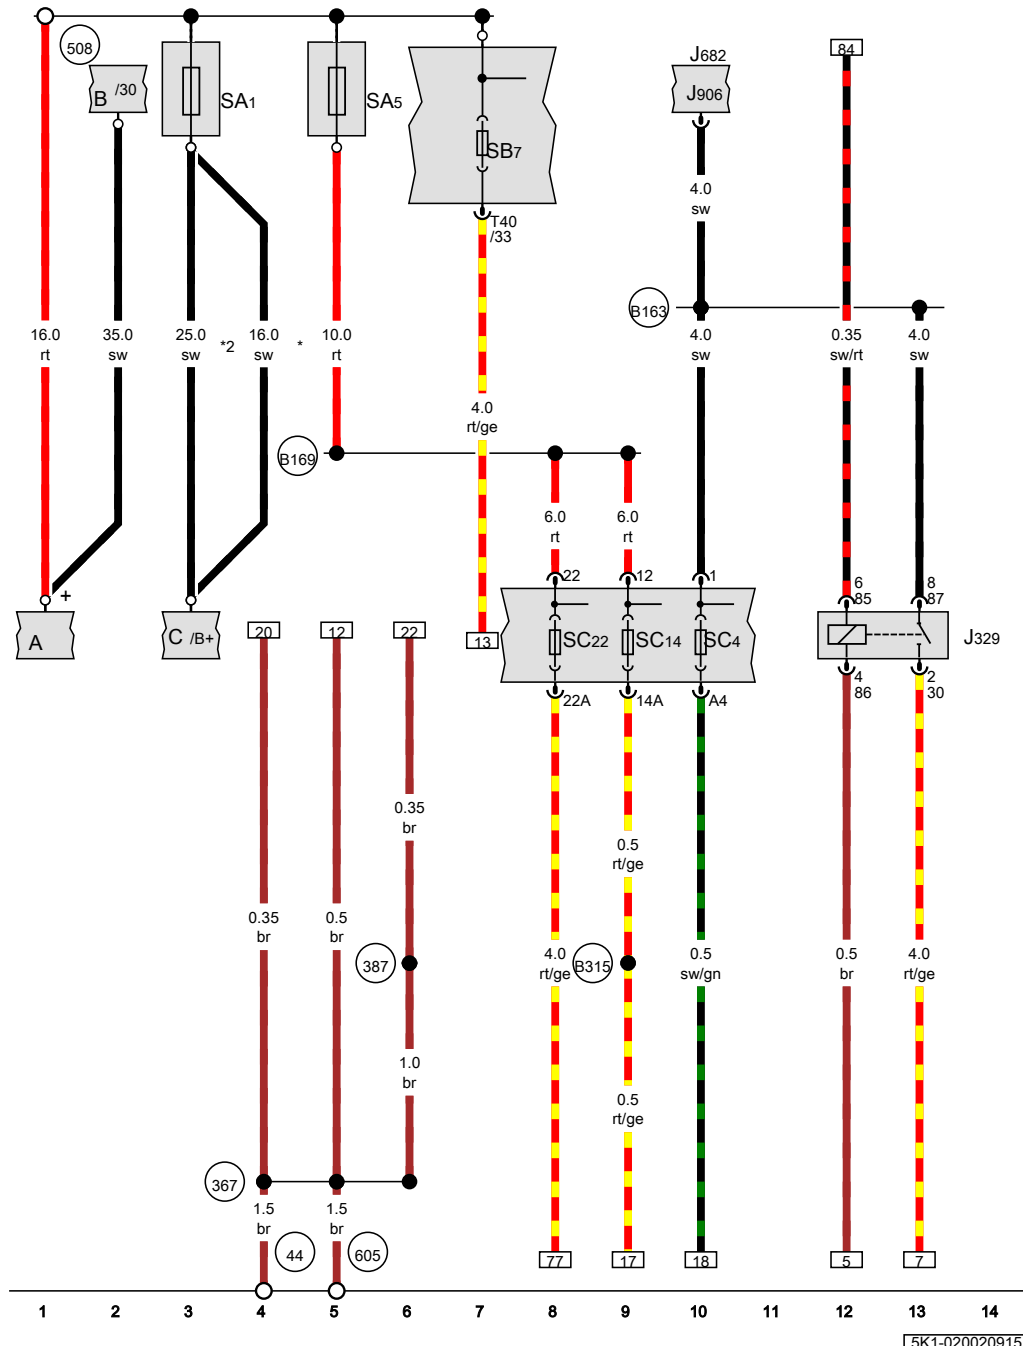 508
B /30
SA1
SA5
SB7
T40
/33
J682
J906
84
4.0
sw
B163
16.0
rt
35.0
sw
25.0
sw
*2
16.0
sw
*
10.0
rt
4.0
sw
0.35
sw/rt
4.0
sw
4.0
rt/ge
B169
6.0
rt
6.0
rt
22
12
1
6
85
8
87
+
A
C /B+
20
12
22
13
SC22
SC14
SC4
J329
22A
14A
A4
4
86
2
30
0.35
br
0.5
rt/ge
0.35
br
0.5
br
387
4.0
rt/ge
B315
0.5
sw/gn
0.5
br
4.0
rt/ge
1.0
br
0.5
rt/ge
367
1.5
br
1.5
br
44
605
77
17
18
5
7
1 2 3 4 5 6 7 8 9 10 11 12 13 14
5K1-020020915